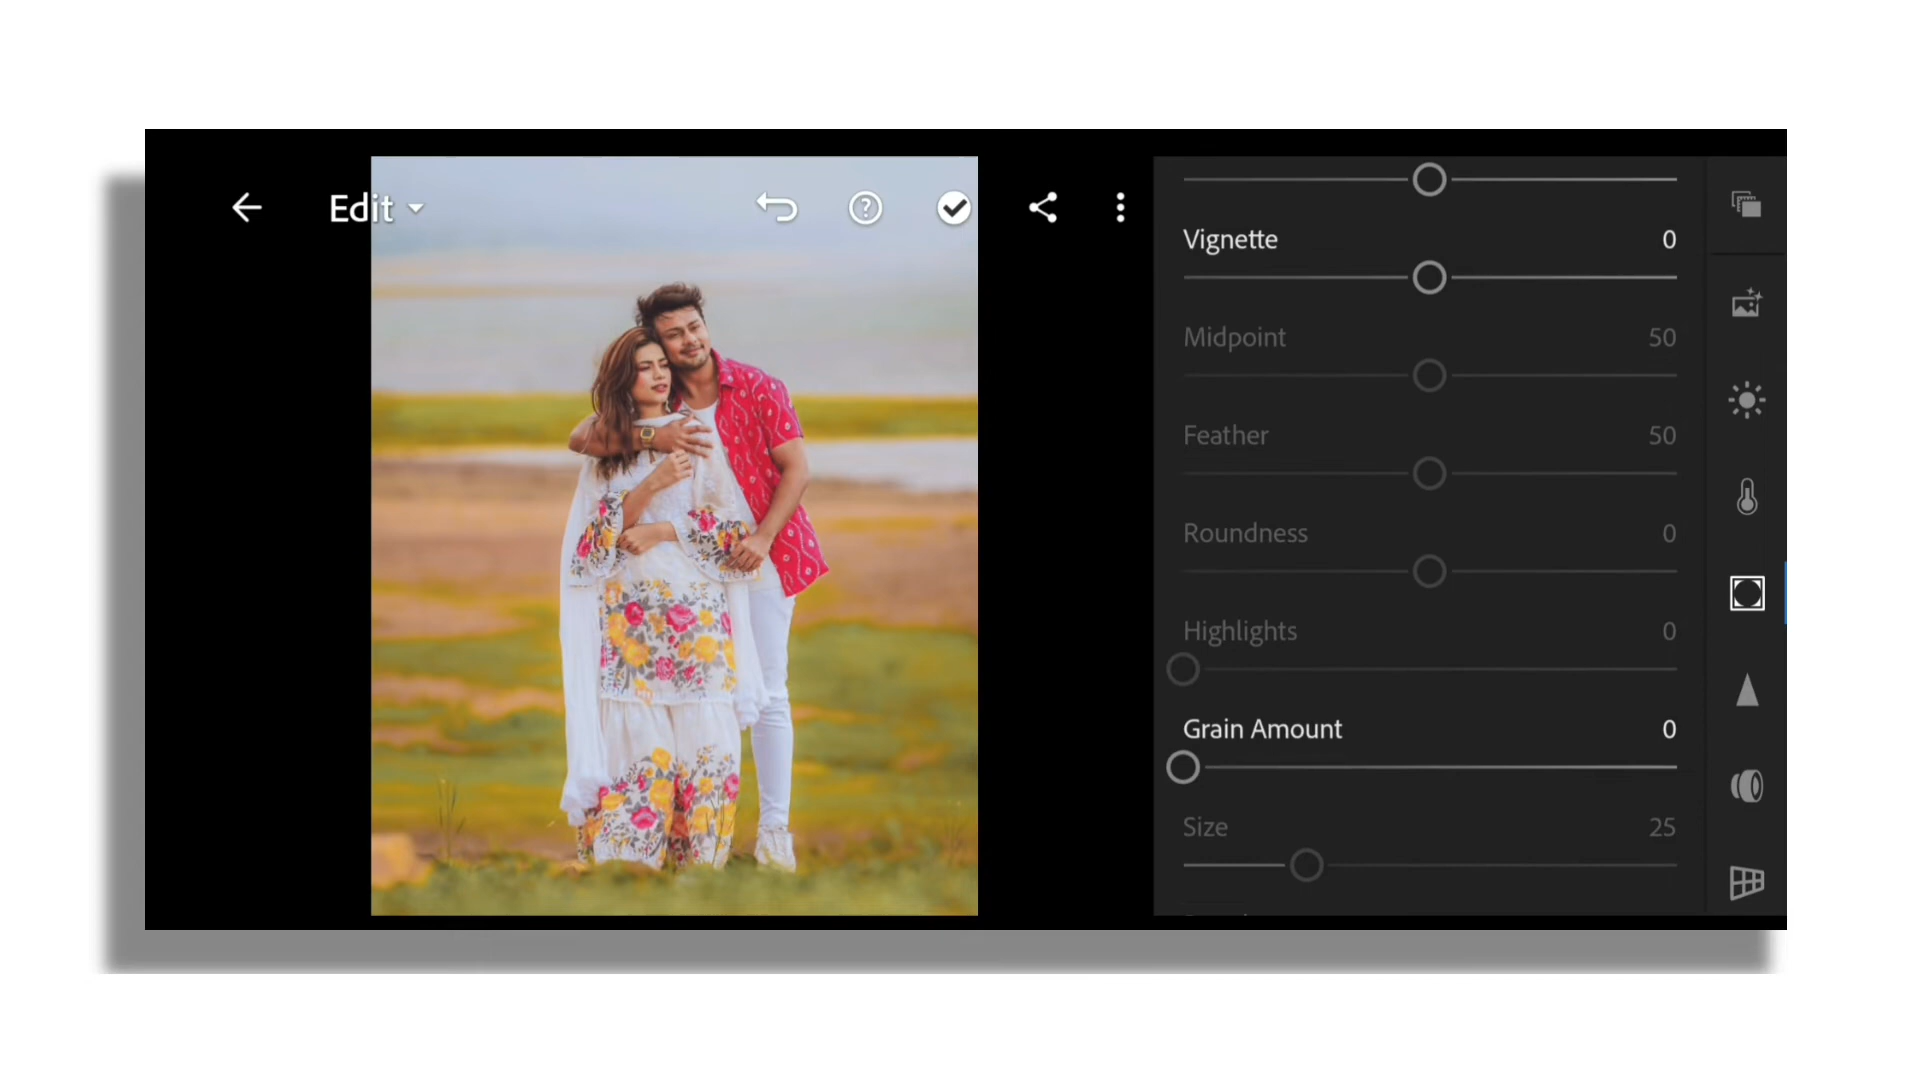 Edit
Vignette 0
Midpoint 50
Feather 50
Roundness 0
Highlights 0
Grain Amount 0
Size 25